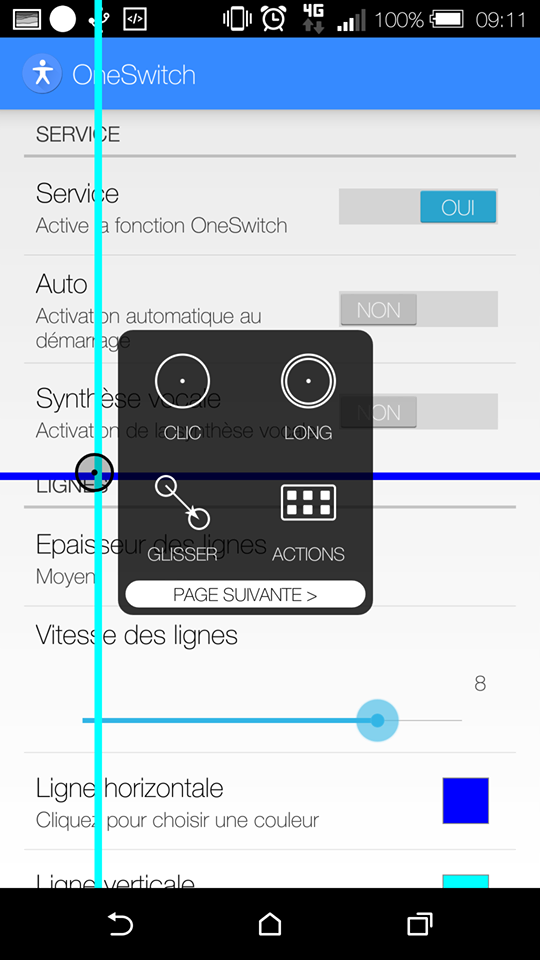 4G 100% 09:11
OneSwitch
SERVICE
Service
Active la fonction OneSwitch
OUI
Auto
Activation automatique au
démarrage
NON
Synthèse vocale
Activation de la synthèse vocale
NON
CLIC
LONG
GLISSER
ACTIONS
PAGE SUIVANTE >
LIGNES
Epaisseur des lignes
Moyen
Vitesse des lignes
8
Ligne horizontale
Cliquez pour choisir une couleur
Ligne verticale